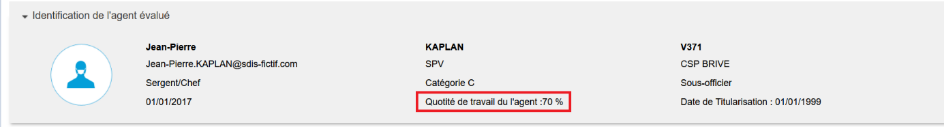 Identification de l'agent évalué
Jean-Pierre KAPLAN V371
Jean-Pierre.KAPLAN@sdis-fictif.com SPV CSP BRIVE
Sergent/Chef Catégorie C Sous-officier
01/01/2017 Quotité de travail du l'agent :70 % Date de Titularisation : 01/01/1999